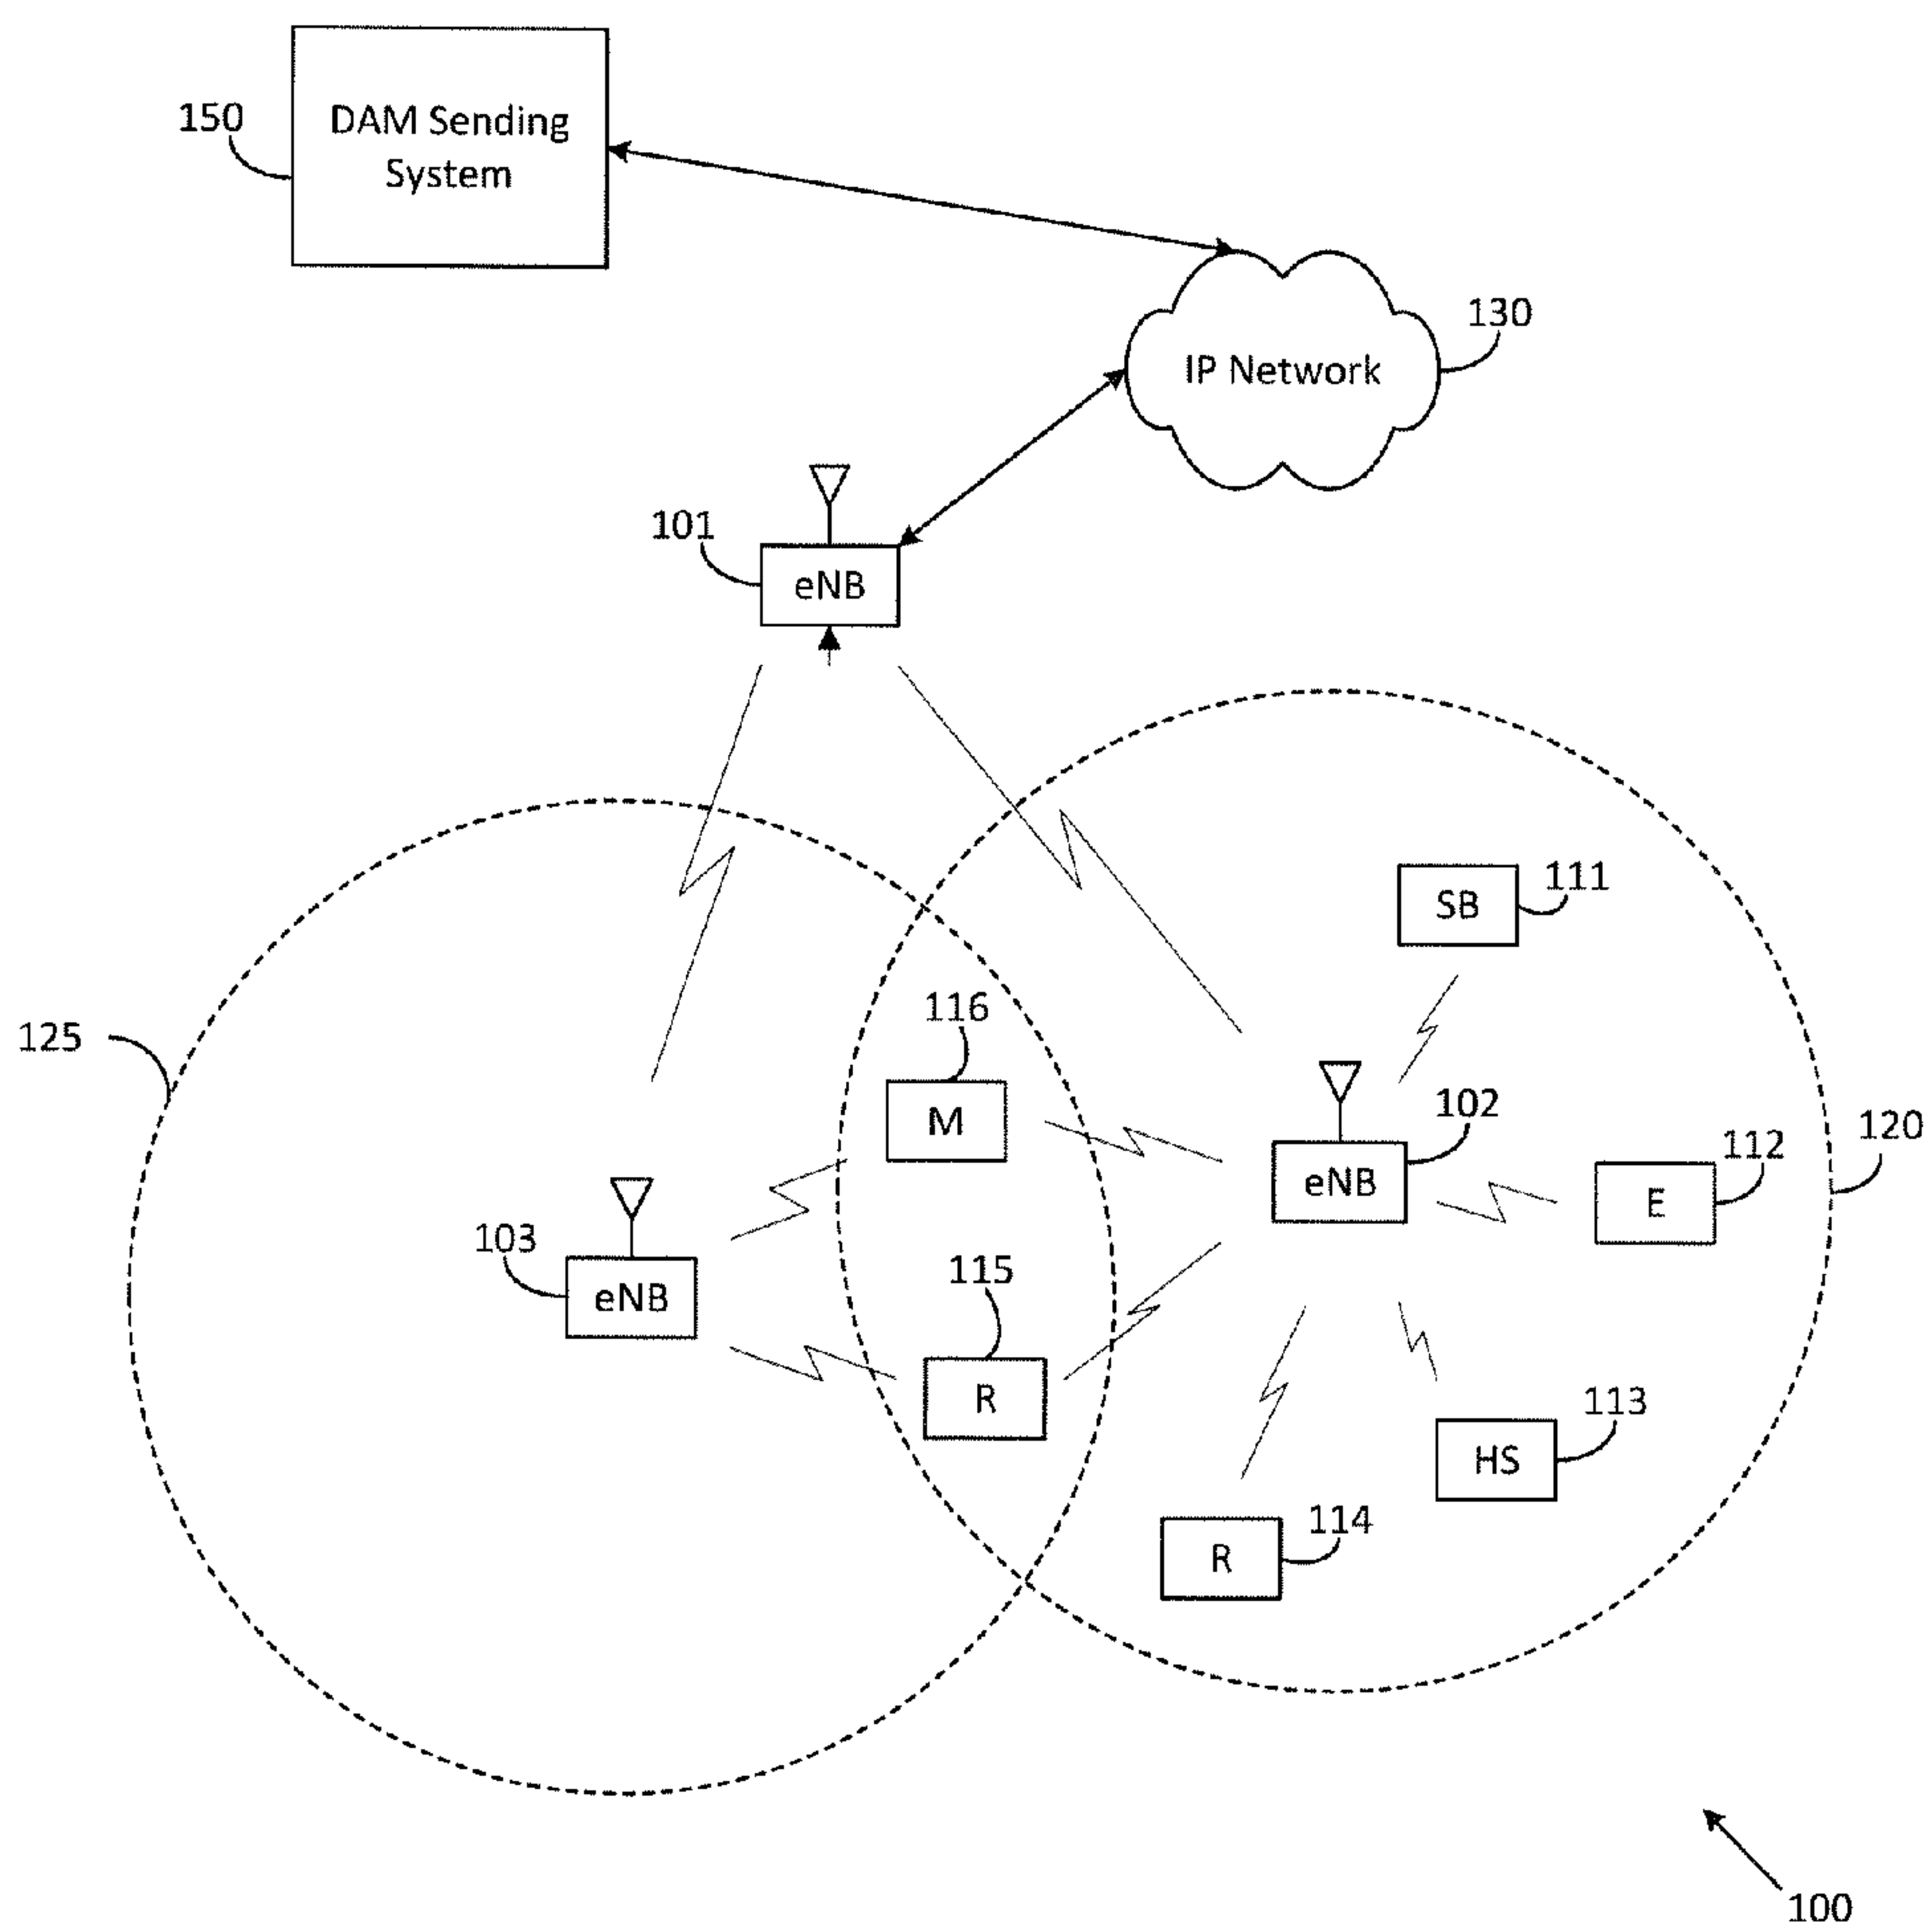 150
DAM Sending
System
130
IP Network
101
eNB
111
SB
116
125
M
102
eNB
112
120
E
103
eNB
115
R
113
HS
114
R
100